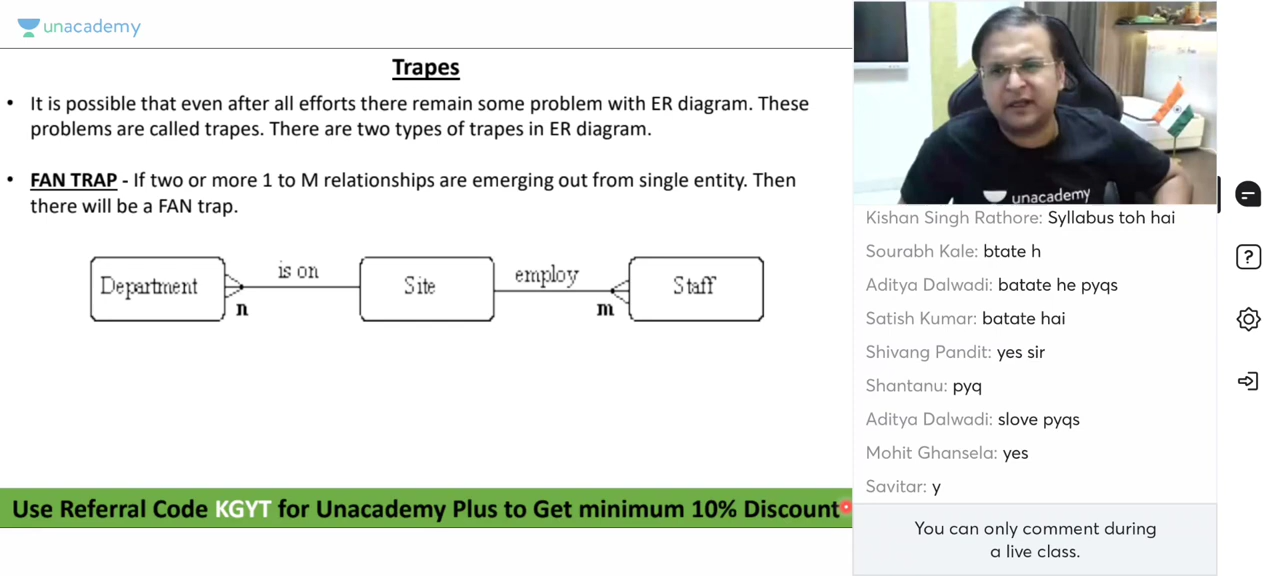 unacademy
Trapes
• It is possible that even after all efforts there remain some problem with ER diagram. These
problems are called trapes. There are two types of trapes in ER diagram.
• FAN TRAP - If two or more 1 to M relationships are emerging out from single entity. Then
there will be a FAN trap.
Department
n
is on
Site
employ
m
Staff
Use Referral Code KGYT for Unacademy Plus to Get minimum 10% Discount
unacademy
Kishan Singh Rathore: Syllabus toh hai
Sourabh Kale: btate h
Aditya Dalwadi: batate he pyqs
Satish Kumar: batate hai
Shivang Pandit: yes sir
Shantanu: pyq
Aditya Dalwadi: slove pyqs
Mohit Ghansela: yes
Savitar: y
You can only comment during
a live class.
?